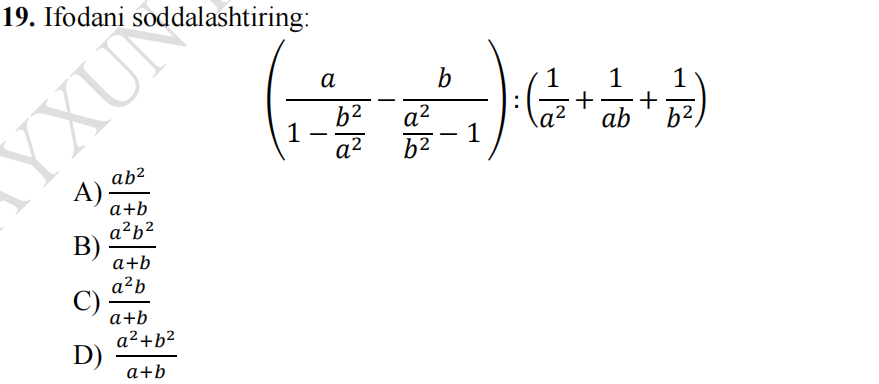 19. Ifodani soddalashtiring:
(a/(1 − b²/a²) − b/(a²/b² − 1)) : (1/a² + 1/ab + 1/b²)
A) ab²/a+b
B) a²b²/a+b
C) a²b/a+b
D) a²+b²/a+b